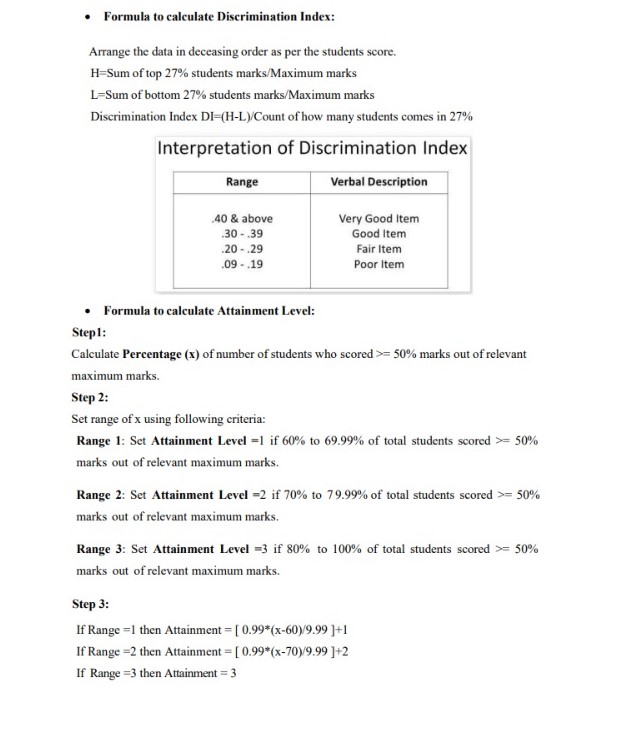 • Formula to calculate Discrimination Index:
Arrange the data in deceasing order as per the students score.
H=Sum of top 27% students marks/Maximum marks
L=Sum of bottom 27% students marks/Maximum marks
Discrimination Index DI=(H-L)/Count of how many students comes in 27%
Interpretation of Discrimination Index
Range Verbal Description
.40 & above Very Good Item
.30 - .39 Good Item
.20 - .29 Fair Item
.09 - .19 Poor Item
• Formula to calculate Attainment Level:
Step1:
Calculate Percentage (x) of number of students who scored >= 50% marks out of relevant
maximum marks.
Step 2:
Set range of x using following criteria:
Range 1: Set Attainment Level =1 if 60% to 69.99% of total students scored >= 50%
marks out of relevant maximum marks.
Range 2: Set Attainment Level =2 if 70% to 79.99% of total students scored >= 50%
marks out of relevant maximum marks.
Range 3: Set Attainment Level =3 if 80% to 100% of total students scored >= 50%
marks out of relevant maximum marks.
Step 3:
If Range =1 then Attainment = [ 0.99*(x-60)/9.99 ]+1
If Range =2 then Attainment = [ 0.99*(x-70)/9.99 ]+2
If Range =3 then Attainment = 3